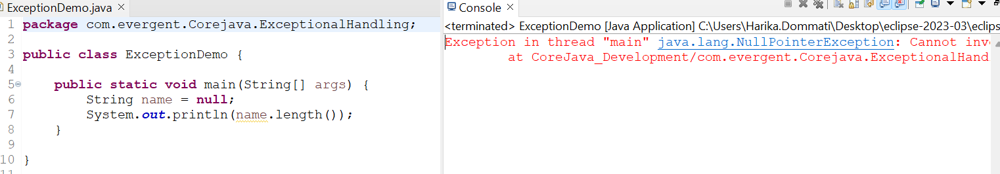 ExceptionDemo.java ×
1 package com.evergent.Corejava.ExceptionalHandling;
2
3 public class ExceptionDemo {
4
5 public static void main(String[] args) {
6 String name = null;
7 System.out.println(name.length());
8 }
9
10 }
11
Console ×
<terminated> ExceptionDemo [Java Application] C:\Users\Harika.Dommati\Desktop\eclipse-2023-03\eclips
Exception in thread "main" java.lang.NullPointerException: Cannot inv
at CoreJava_Development/com.evergent.Corejava.ExceptionalHand